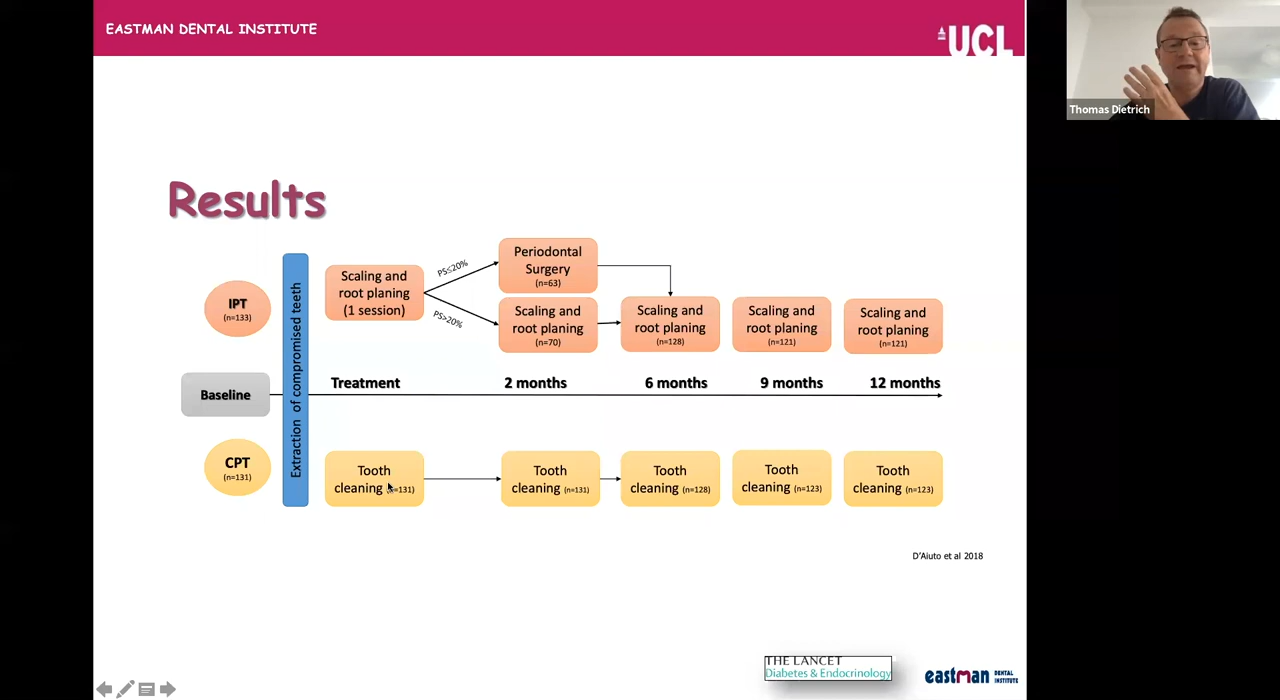 EASTMAN DENTAL INSTITUTE
UCL
Thomas Dietrich
Results
IPT
(n=133)
Extraction of compromised teeth
Scaling and
root planing
(1 session)
PS≤20%
PS>20%
Periodontal
Surgery
(n=63)
Scaling and
root planing
(n=70)
Scaling and
root planing
(n=128)
Scaling and
root planing
(n=121)
Scaling and
root planing
(n=121)
Baseline
Treatment
2 months
6 months
9 months
12 months
CPT
(n=131)
Tooth
cleaning (n=131)
Tooth
cleaning (n=131)
Tooth
cleaning (n=128)
Tooth
cleaning (n=123)
Tooth
cleaning (n=123)
D'Aiuto et al 2018
THE LANCET
Diabetes & Endocrinology
eastman DENTAL
INSTITUTE